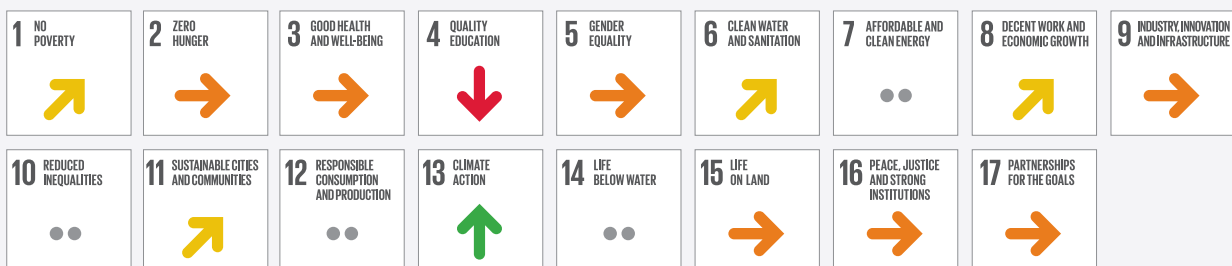 1 NO
POVERTY
2 ZERO
HUNGER
3 GOOD HEALTH
AND WELL-BEING
4 QUALITY
EDUCATION
5 GENDER
EQUALITY
6 CLEAN WATER
AND SANITATION
7 AFFORDABLE AND
CLEAN ENERGY
8 DECENT WORK AND
ECONOMIC GROWTH
9 INDUSTRY, INNOVATION
AND INFRASTRUCTURE
10 REDUCED
INEQUALITIES
11 SUSTAINABLE CITIES
AND COMMUNITIES
12 RESPONSIBLE
CONSUMPTION
AND PRODUCTION
13 CLIMATE
ACTION
14 LIFE
BELOW WATER
15 LIFE
ON LAND
16 PEACE, JUSTICE
AND STRONG
INSTITUTIONS
17 PARTNERSHIPS
FOR THE GOALS